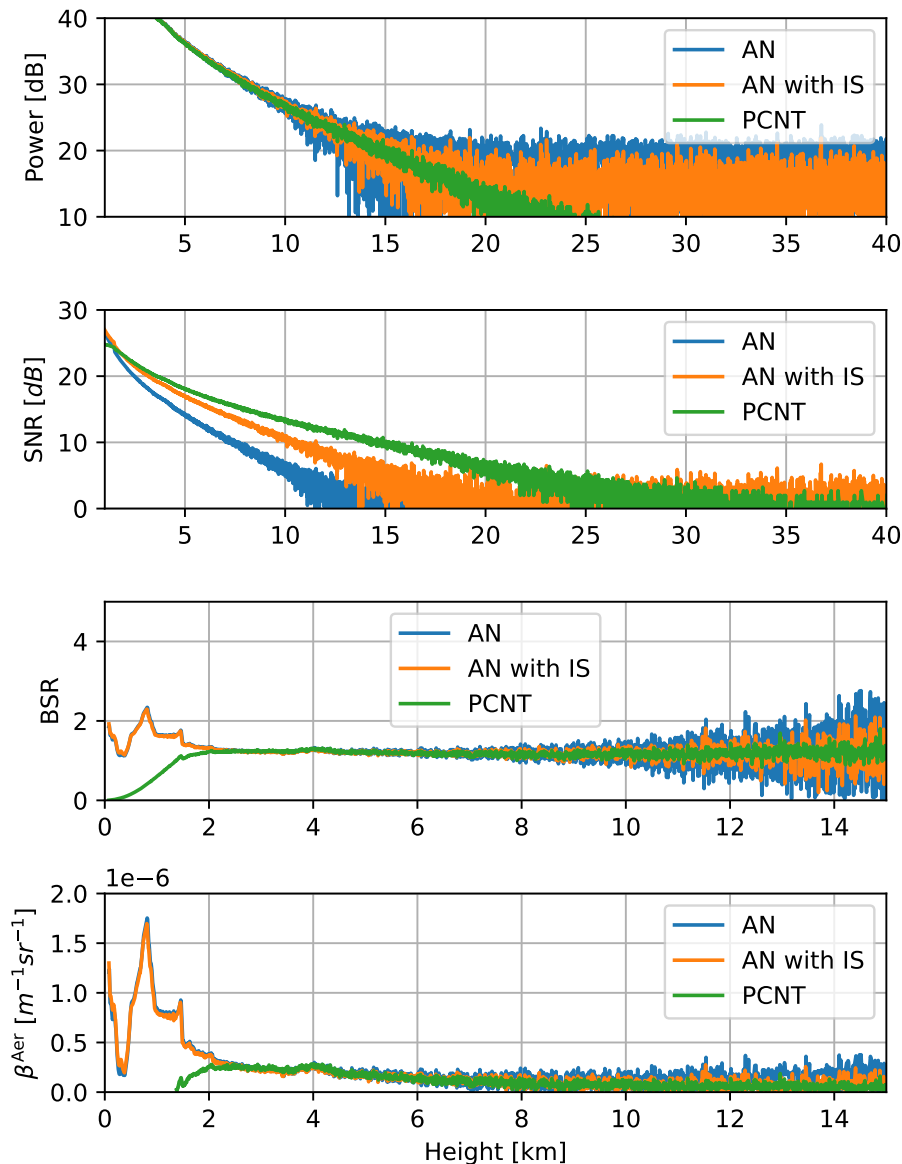 40
30
20
10
Power [dB]
AN
AN with IS
PCNT
5 10 15 20 25 30 35 40
30
20
10
0
SNR [dB]
AN
AN with IS
PCNT
5 10 15 20 25 30 35 40
4
2
0
BSR
AN
AN with IS
PCNT
0 2 4 6 8 10 12 14
1e−6
2.0
1.5
1.0
0.5
0.0
β^Aer [m⁻¹sr⁻¹]
AN
AN with IS
PCNT
0 2 4 6 8 10 12 14
Height [km]